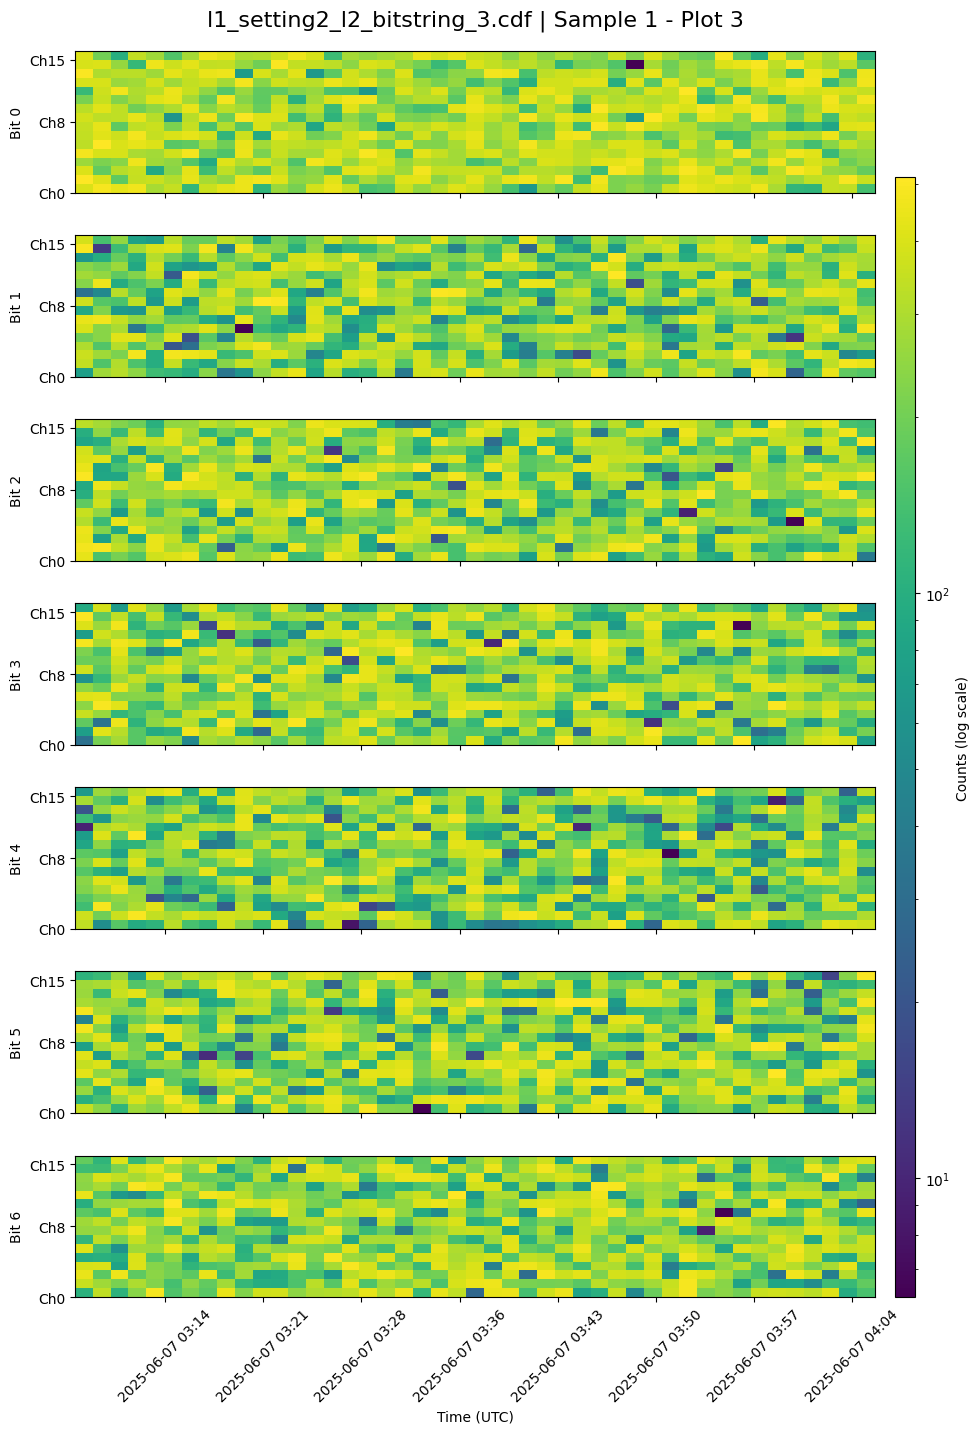 l1_setting2_l2_bitstring_3.cdf | Sample 1 - Plot 3
Ch15
Bit 0
Ch8
Ch0
Ch15
Bit 1
Ch8
Ch0
Ch15
Bit 2
Ch8
Ch0
Ch15
Bit 3
Ch8
Ch0
Ch15
Bit 4
Ch8
Ch0
Ch15
Bit 5
Ch8
Ch0
Ch15
Bit 6
Ch8
Ch0
2025-06-07 03:14
2025-06-07 03:21
2025-06-07 03:28
2025-06-07 03:36
2025-06-07 03:43
2025-06-07 03:50
2025-06-07 03:57
2025-06-07 04:04
Time (UTC)
10²
10¹
Counts (log scale)